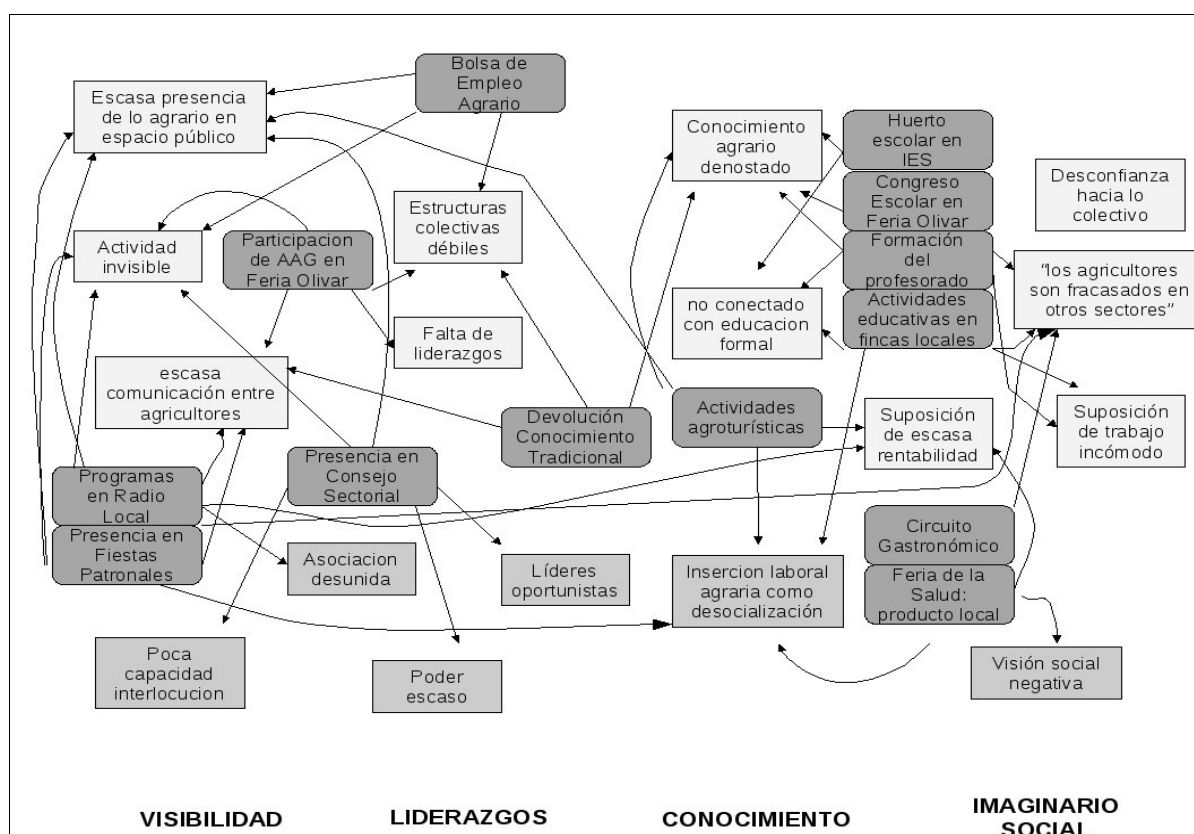 Bolsa de
Empleo
Agrario
Escasa presencia
de lo agrario en
espacio público
Conocimiento
agrario
denostado
Huerto
escolar en
IES
Desconfianza
hacia lo
colectivo
Congreso
Escolar en
Feria Olivar
Estructuras
colectivas
débiles
Actividad
invisible
Participacion
de AAG en
Feria Olivar
Formación
del
profesorado
“los agricultores
son fracasados en
otros sectores”
no conectado
con educacion
formal
Actividades
educativas en
fincas locales
Falta de
liderazgos
escasa
comunicación entre
agricultores
Devolución
Conocimiento
Tradicional
Actividades
agroturísticas
Suposición
de escasa
rentabilidad
Suposición
de trabajo
incómodo
Programas
en Radio
Local
Presencia
en Consejo
Sectorial
Presencia en
Fiestas
Patronales
Asociacion
desunida
Líderes
oportunistas
Insercion laboral
agraria como
desocialización
Circuito
Gastronómico
Feria de la
Salud:
producto local
Poca
capacidad
interlocucion
Poder
escaso
Visión social
negativa
VISIBILIDAD
LIDERAZGOS
CONOCIMIENTO
IMAGINARIO
SOCIAL